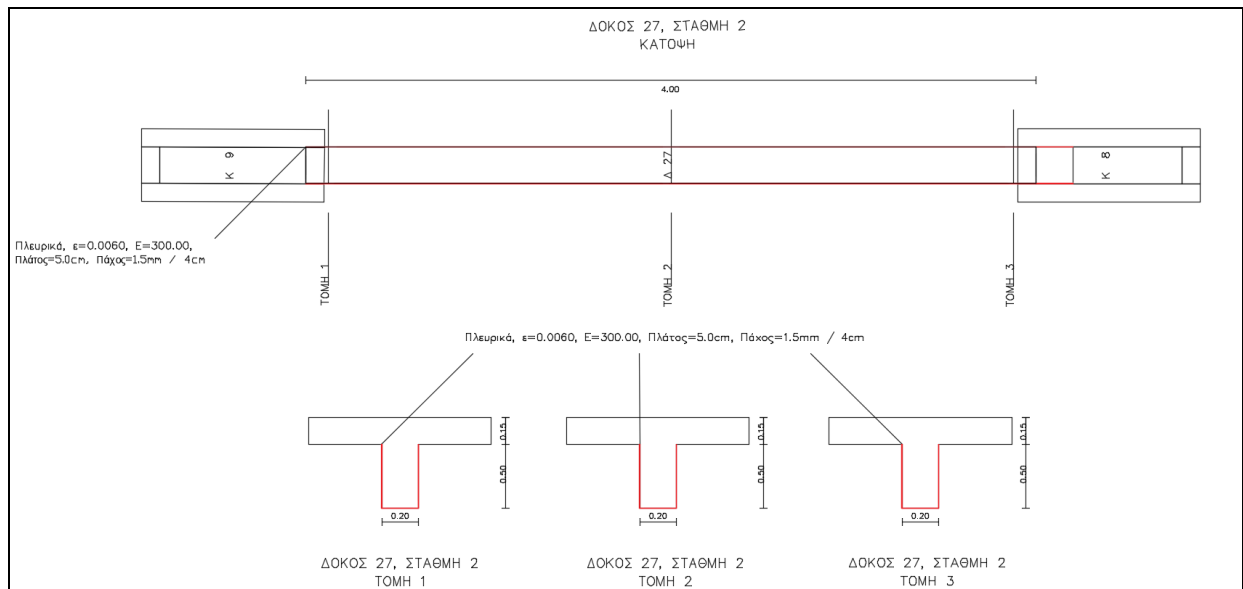 ΔΟΚΟΣ 27, ΣΤΑΘΜΗ 2
ΚΑΤΟΨΗ
4.00
Κ 9
Δ 27
Κ 8
Πλευρικά, ε=0.0060, Ε=300.00,
Πλάτος=5.0cm, Πάχος=1.5mm / 4cm
ΤΟΜΗ 1
ΤΟΜΗ 2
ΤΟΜΗ 3
Πλευρικά, ε=0.0060, Ε=300.00, Πλάτος=5.0cm, Πάχος=1.5mm / 4cm
0.15
0.50
0.20
0.15
0.50
0.20
0.15
0.50
0.20
ΔΟΚΟΣ 27, ΣΤΑΘΜΗ 2
ΤΟΜΗ 1
ΔΟΚΟΣ 27, ΣΤΑΘΜΗ 2
ΤΟΜΗ 2
ΔΟΚΟΣ 27, ΣΤΑΘΜΗ 2
ΤΟΜΗ 3